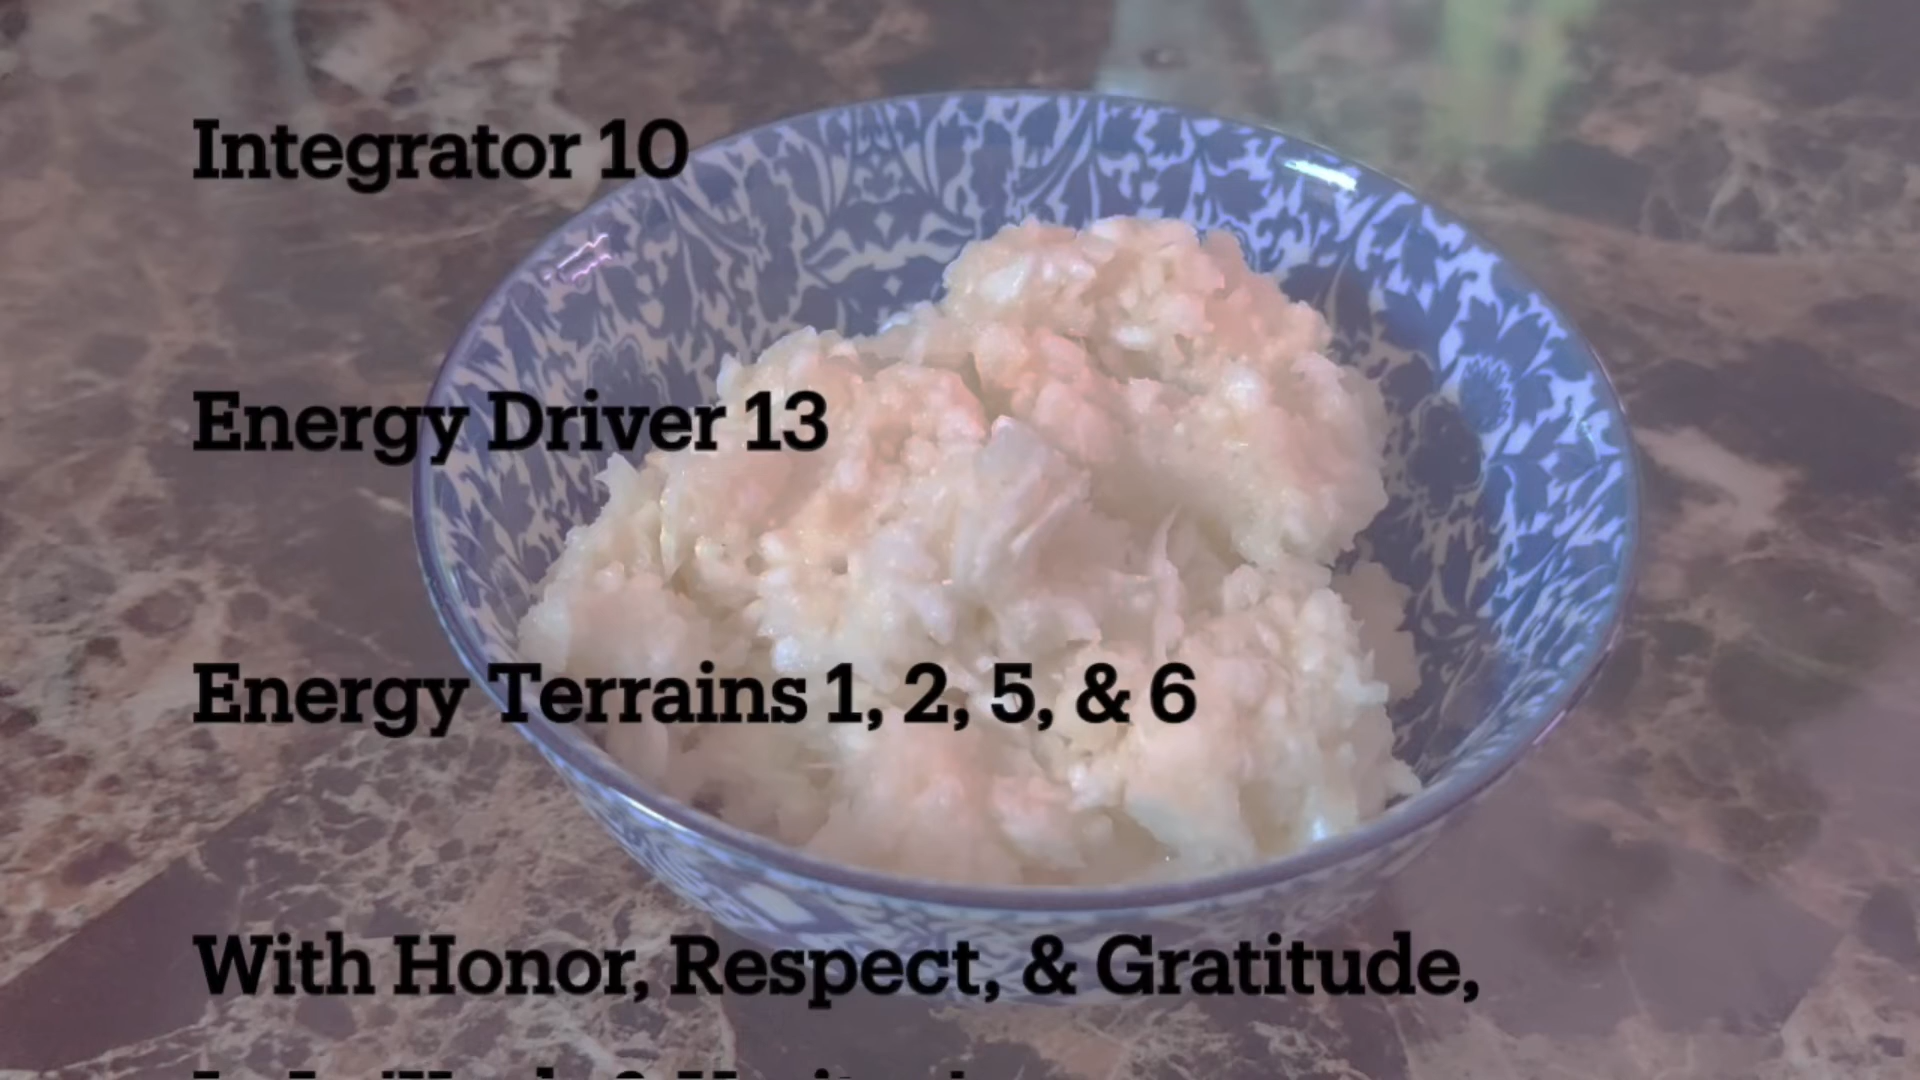 Integrator 10
Energy Driver 13
Energy Terrains 1, 2, 5, & 6
With Honor, Respect, & Gratitude,